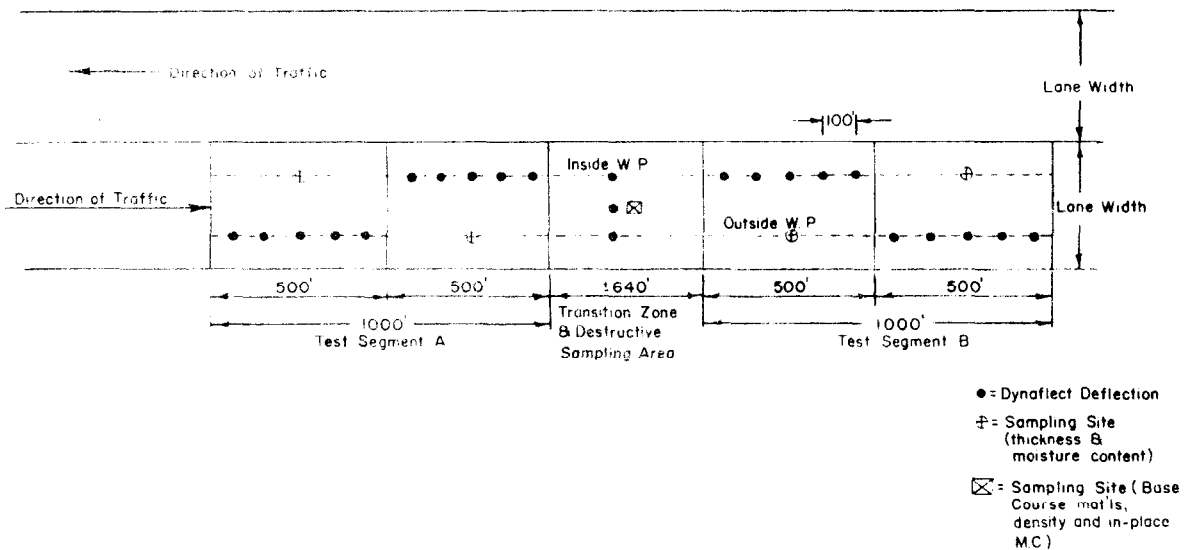 Direction of Traffic
Lane Width
100'
Inside W P
Direction of Traffic
Outside W P
Lane Width
500' 500' 1640' 500' 500'
1000' Transition Zone 1000'
Test Segment A & Destructive Test Segment B
Sampling Area
● = Dynaflect Deflection
⊕ = Sampling Site
(thickness &
moisture content)
☒ = Sampling Site (Base
Course mat'ls,
density and in-place
M.C)